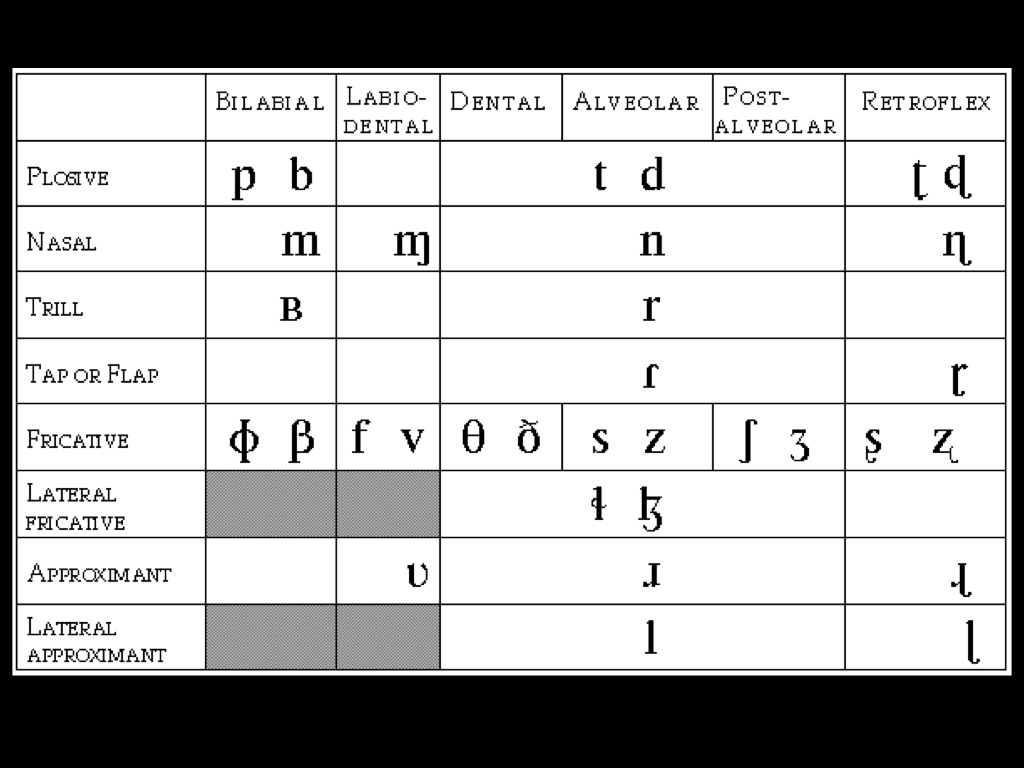 BILABIAL LABIO-DENTAL DENTAL ALVEOLAR POST-ALVEOLAR RETROFLEX
PLOSIVE p b t d ʈ ɖ
NASAL m ɱ n ɳ
TRILL ʙ r
TAP OR FLAP ɾ ɽ
FRICATIVE ɸ β f v θ ð s z ʃ ʒ ʂ ʐ
LATERAL FRICATIVE ɬ ɮ
APPROXIMANT ʋ ɹ ɻ
LATERAL APPROXIMANT l ɭ